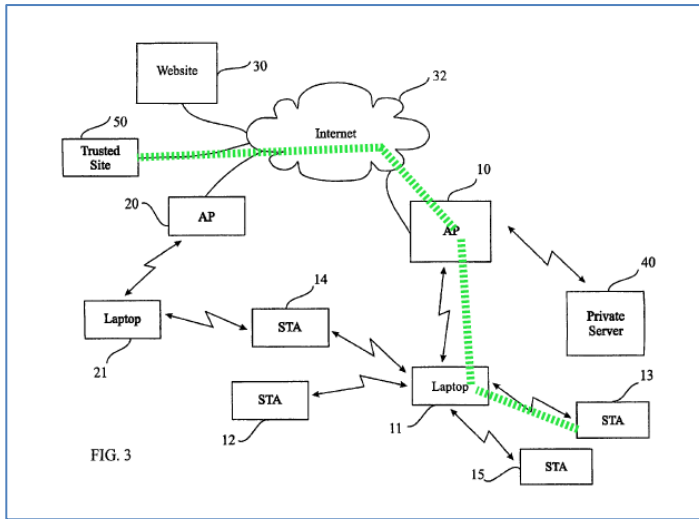 Website
30
32
50
Trusted
Site
Internet
10
20
AP
AP
40
14
Laptop
STA
Private
Server
21
13
Laptop
STA
STA
12
11
FIG. 3
15
STA